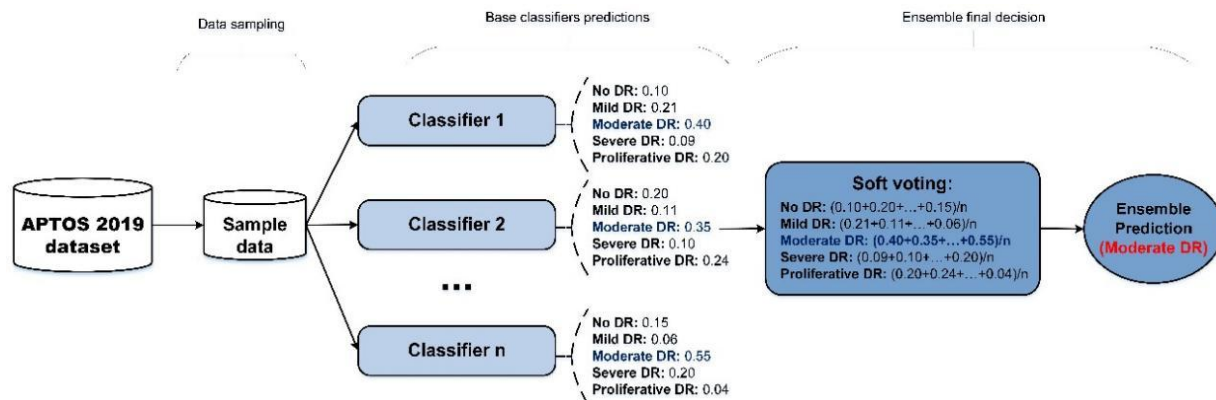 Data sampling
Base classifiers predictions
Ensemble final decision
APTOS 2019
dataset
Sample
data
Classifier 1
No DR: 0.10
Mild DR: 0.21
Moderate DR: 0.40
Severe DR: 0.09
Proliferative DR: 0.20
Classifier 2
No DR: 0.20
Mild DR: 0.11
Moderate DR: 0.35
Severe DR: 0.10
Proliferative DR: 0.24
...
Classifier n
No DR: 0.15
Mild DR: 0.06
Moderate DR: 0.55
Severe DR: 0.20
Proliferative DR: 0.04
Soft voting:
No DR: (0.10+0.20+...+0.15)/n
Mild DR: (0.21+0.11+...+0.06)/n
Moderate DR: (0.40+0.35+...+0.55)/n
Severe DR: (0.09+0.10+...+0.20)/n
Proliferative DR: (0.20+0.24+...+0.04)/n
Ensemble
Prediction
(Moderate DR)